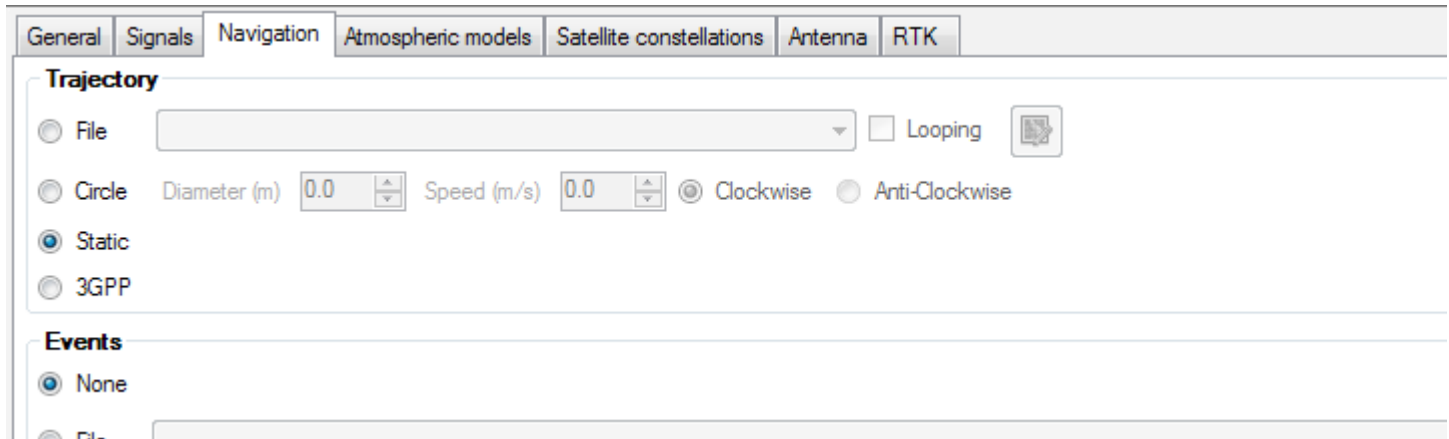 General Signals Navigation Atmospheric models Satellite constellations Antenna RTK
Trajectory
File Looping
Circle Diameter (m) 0.0 Speed (m/s) 0.0 Clockwise Anti-Clockwise
Static
3GPP
Events
None
File